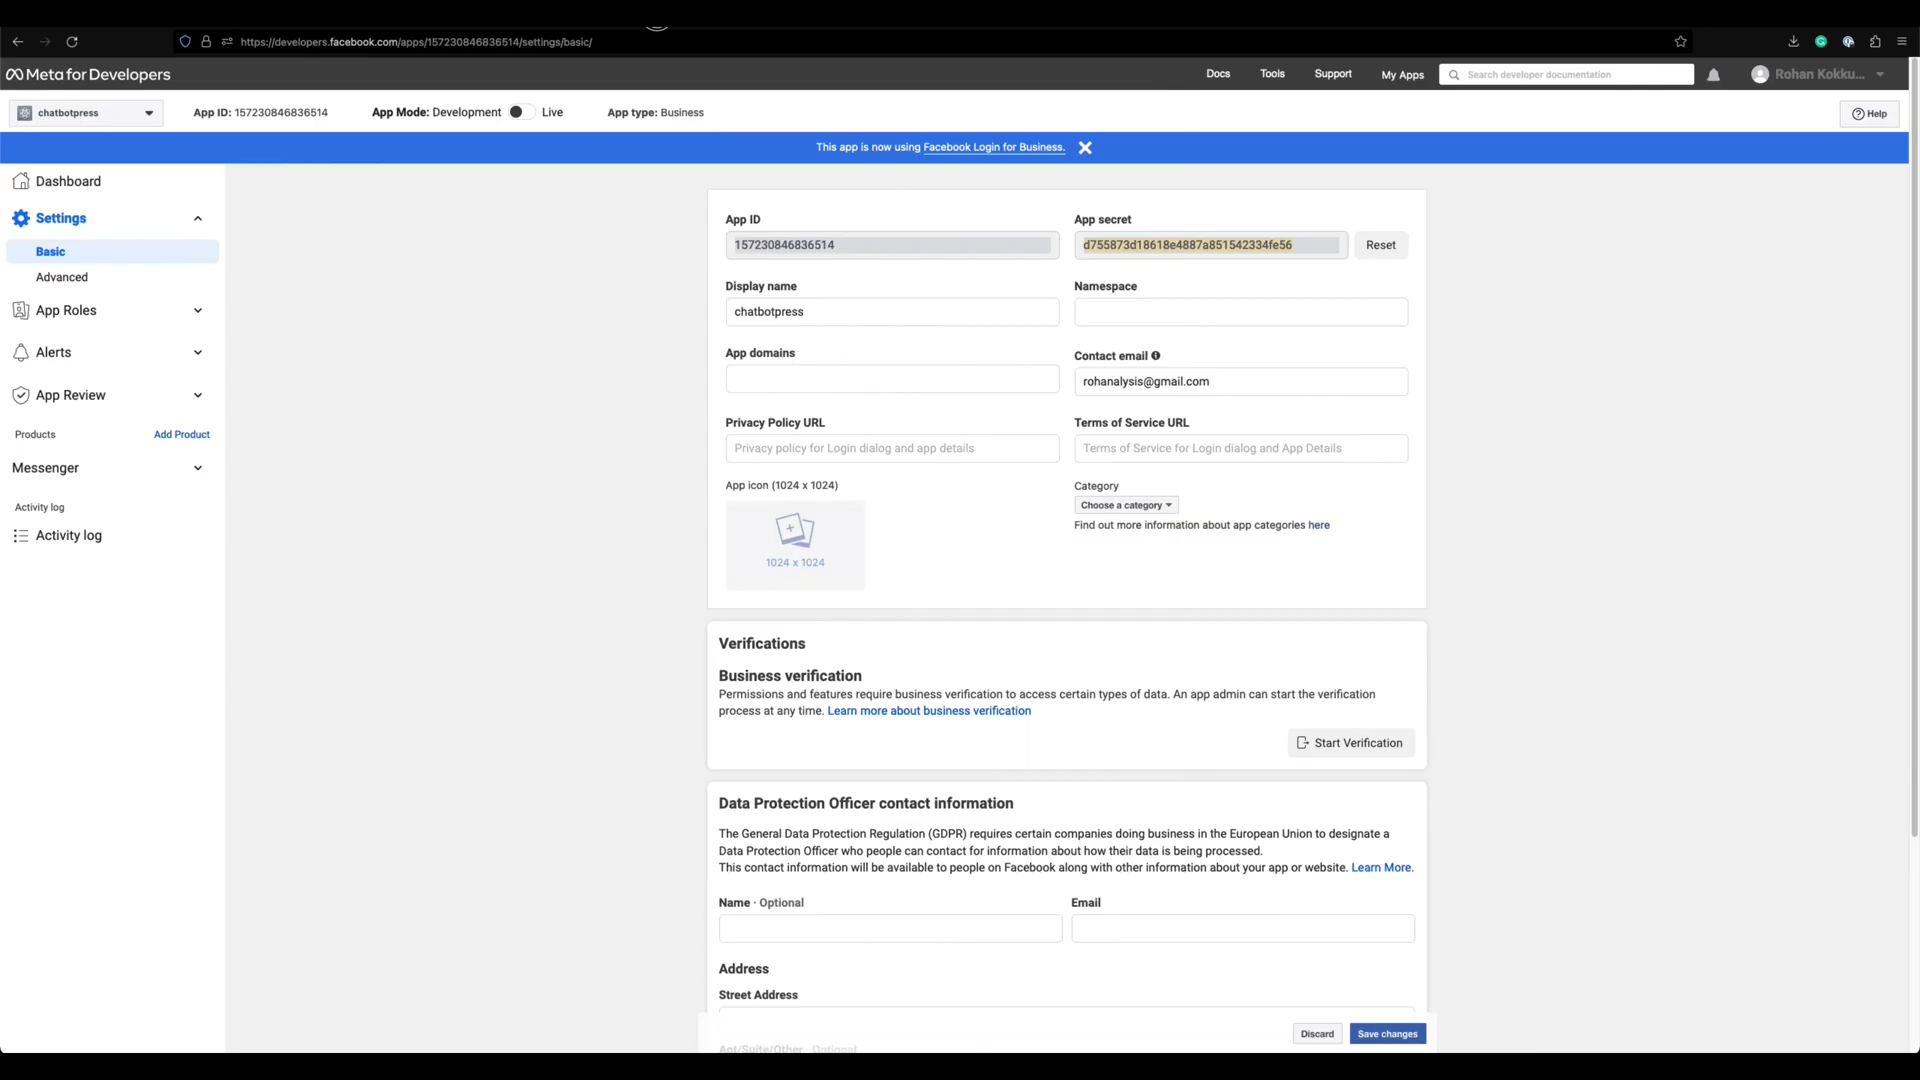 https://developers.facebook.com/apps/157230846836514/settings/basic/
Meta for Developers
Docs
Tools
Support
My Apps
Search developer documentation
Rohan Kokku...
chatbotpress
App ID: 157230846836514
App Mode: Development
Live
App type: Business
Help
This app is now using Facebook Login for Business.
Dashboard
Settings
Basic
Advanced
App Roles
Alerts
App Review
Products
Add Product
Messenger
Activity log
Activity log
App ID
157230846836514
App secret
d755873d18618e4887a851542334fe56
Reset
Display name
chatbotpress
Namespace
App domains
Contact email
rohanalysis@gmail.com
Privacy Policy URL
Privacy policy for Login dialog and app details
Terms of Service URL
Terms of Service for Login dialog and App Details
App icon (1024 x 1024)
1024 x 1024
Category
Choose a category
Find out more information about app categories here
Verifications
Business verification
Permissions and features require business verification to access certain types of data. An app admin can start the verification
process at any time. Learn more about business verification
Start Verification
Data Protection Officer contact information
The General Data Protection Regulation (GDPR) requires certain companies doing business in the European Union to designate a
Data Protection Officer who people can contact for information about how their data is being processed.
This contact information will be available to people on Facebook along with other information about your app or website. Learn More.
Name · Optional
Email
Address
Street Address
Discard
Save changes
Apt/Suite/Other · Optional